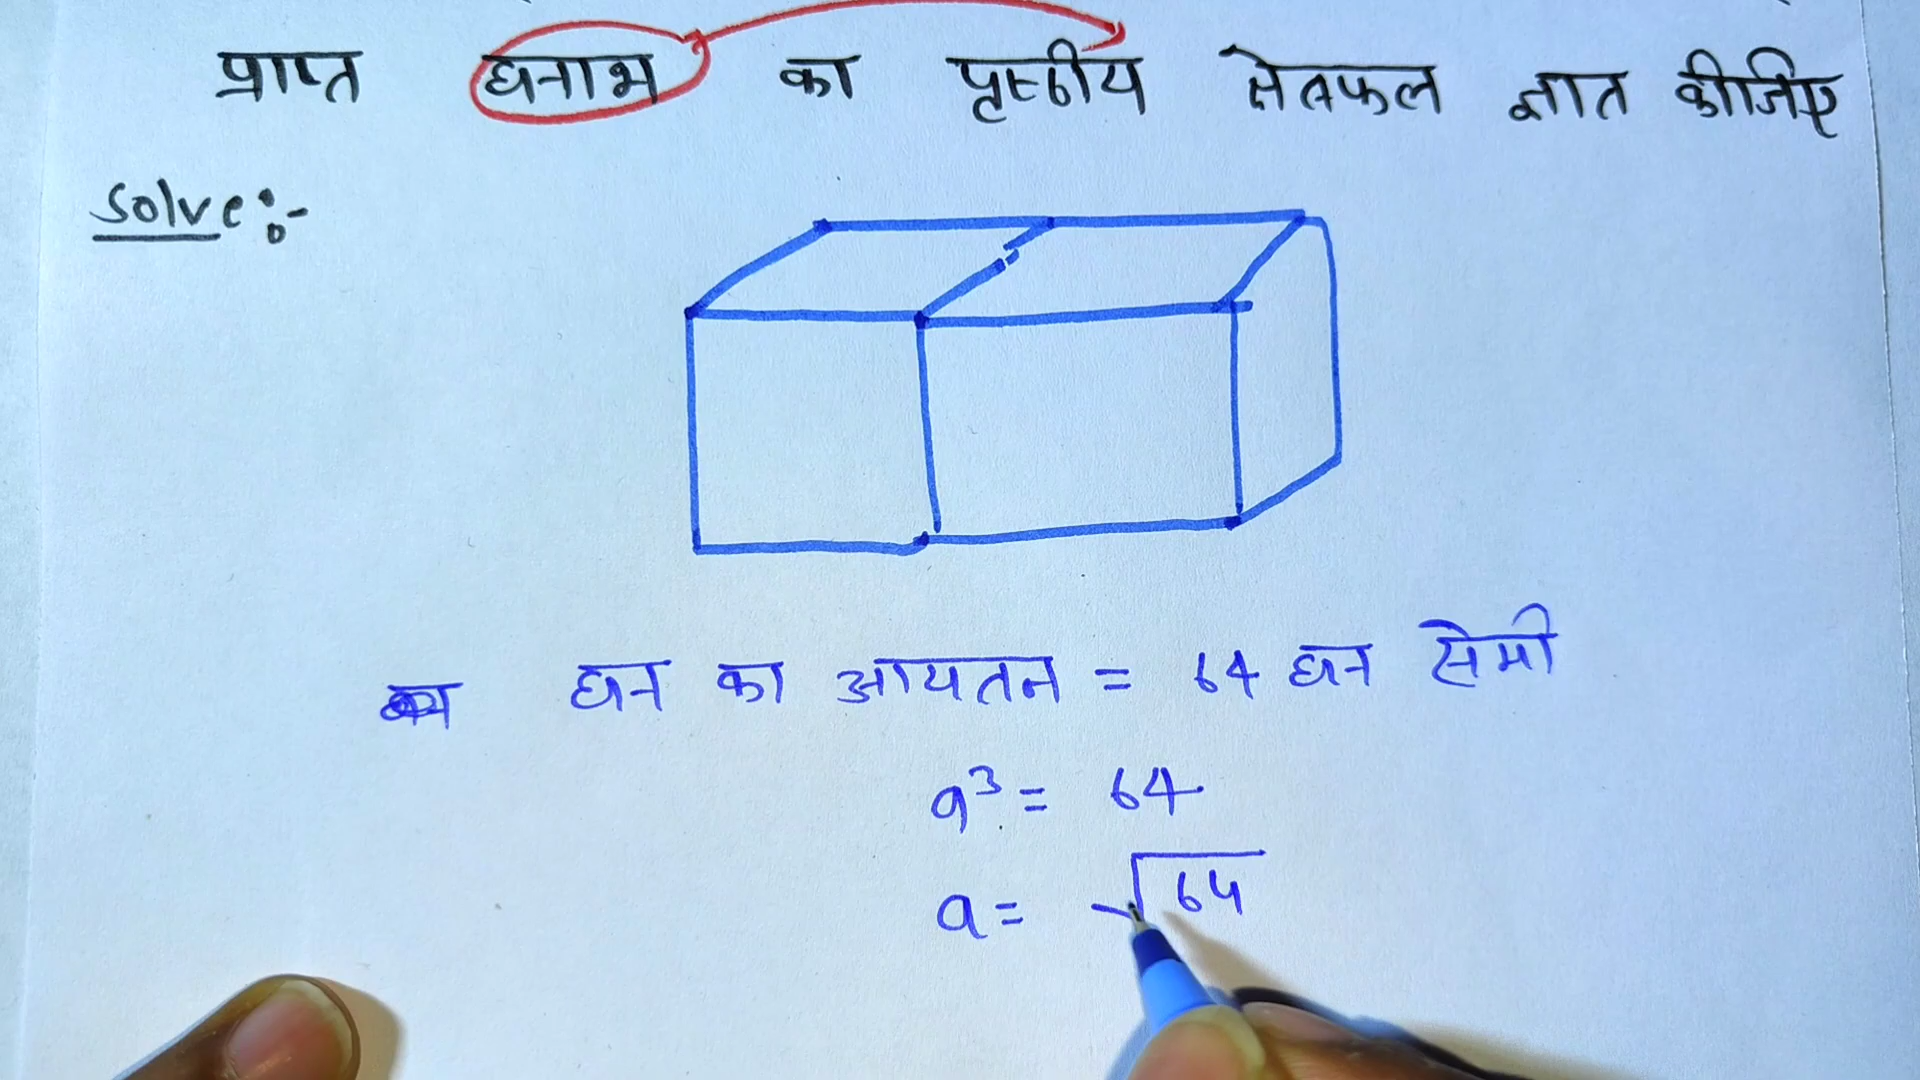 प्राप्त घनाभ का पृष्ठीय क्षेत्रफल ज्ञात कीजिए
Solve:-
घन का आयतन = 64 घन सेमी
a³ = 64
a = √64